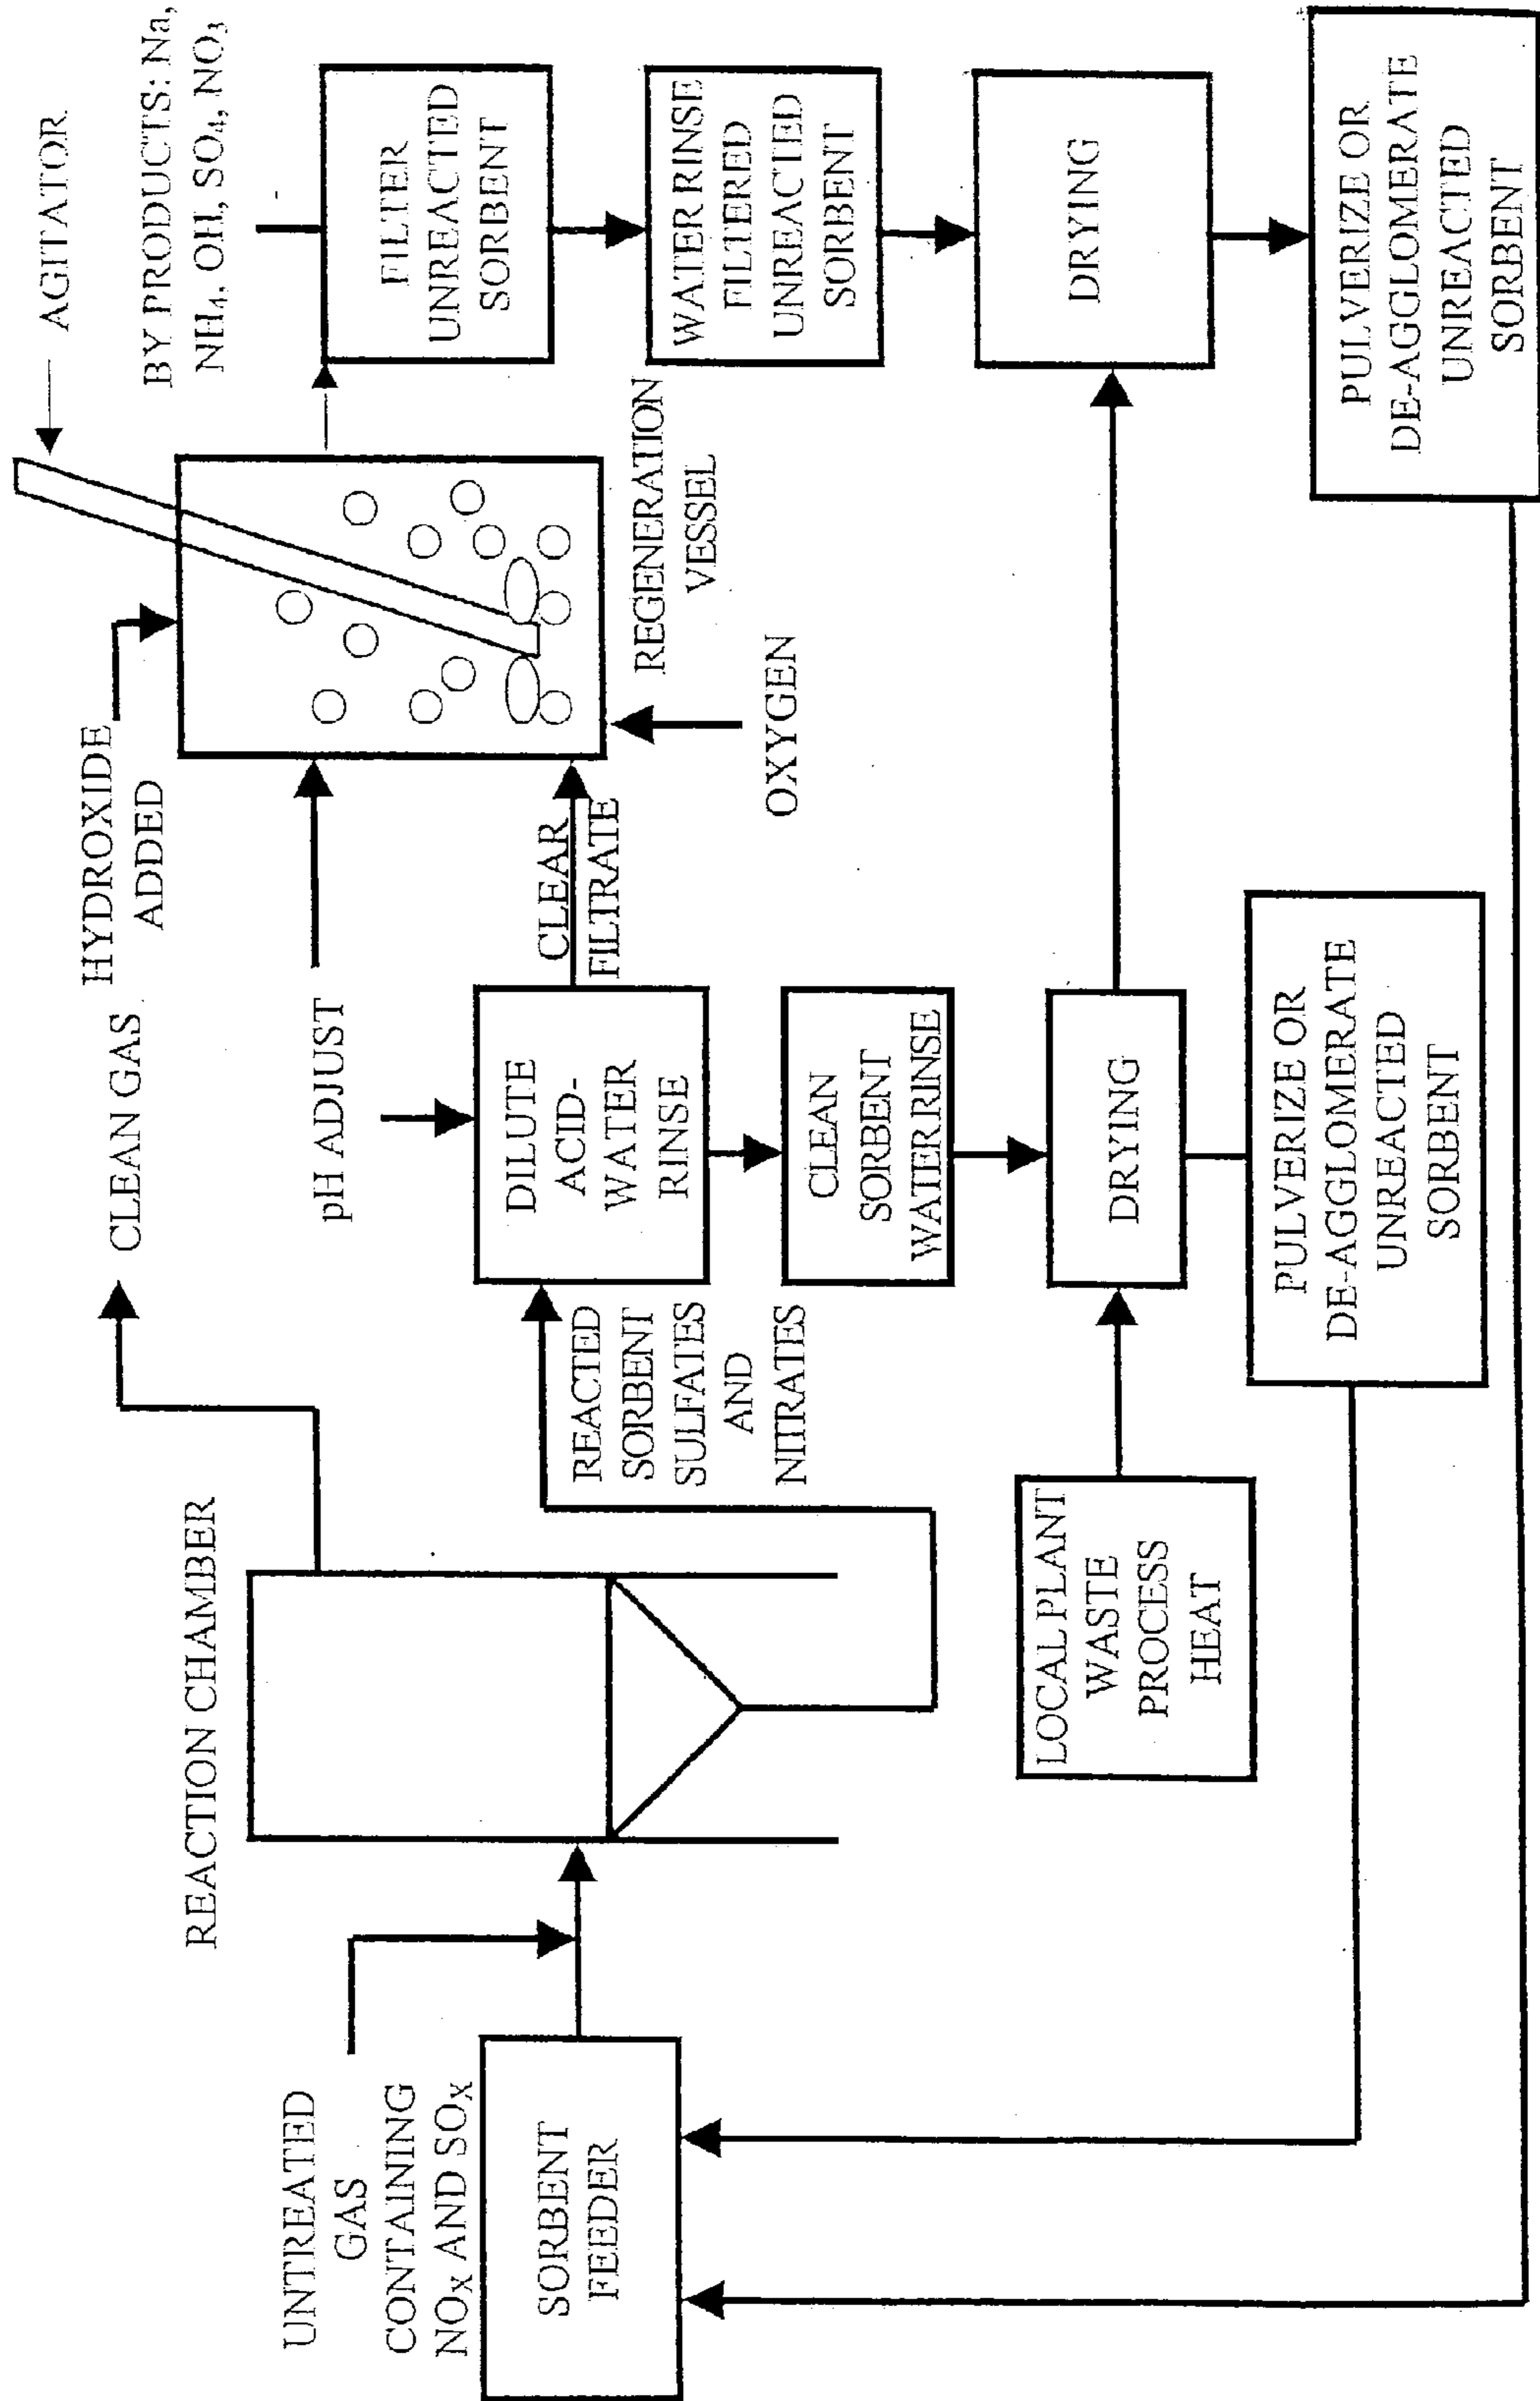 UNTREATED
GAS
CONTAINING
NOX AND SOX
SORBENT
FEEDER
REACTION CHAMBER
CLEAN GAS
REACTED
SORBENT
SULFATES
AND
NITRATES
LOCAL PLANT
WASTE
PROCESS
HEAT
pH ADJUST
DILUTE
ACID-
WATER
RINSE
CLEAN
SORBENT
WATER RINSE
DRYING
PULVERIZE OR
DE-AGGLOMERATE
UNREACTED
SORBENT
HYDROXIDE
ADDED
CLEAR
FILTRATE
OXYGEN
REGENERATION
VESSEL
AGITATOR
BY PRODUCTS: Na,
NH4, OH, SO4, NO3
FILTER
UNREACTED
SORBENT
WATER RINSE
FILTERED
UNREACTED
SORBENT
DRYING
PULVERIZE OR
DE-AGGLOMERATE
UNREACTED
SORBENT